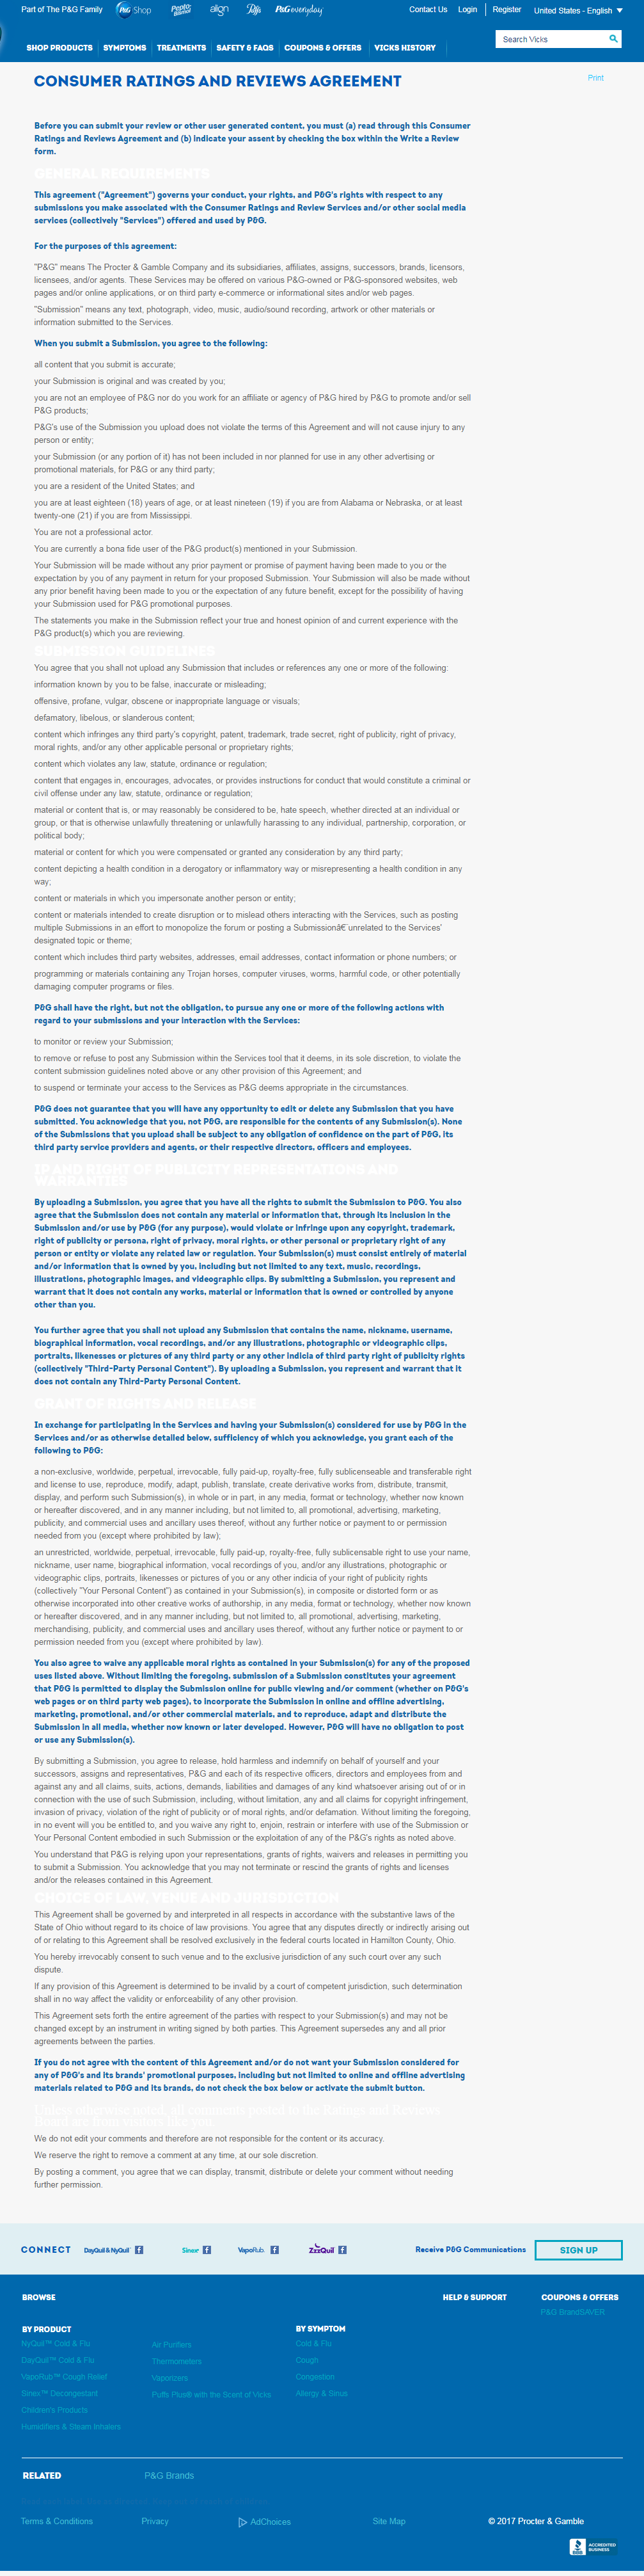 Part of The P&G Family P&G Shop Pepto Bismol align Puffs P&G everyday Contact Us Login Register United States - English
SHOP PRODUCTS SYMPTOMS TREATMENTS SAFETY & FAQS COUPONS & OFFERS VICKS HISTORY Search Vicks
CONSUMER RATINGS AND REVIEWS AGREEMENT Print
Before you can submit your review or other user generated content, you must (a) read through this Consumer
Ratings and Reviews Agreement and (b) indicate your assent by checking the box within the Write a Review
form.
GENERAL REQUIREMENTS
This agreement ("Agreement") governs your conduct, your rights, and P&G's rights with respect to any
submissions you make associated with the Consumer Ratings and Review Services and/or other social media
services (collectively "Services") offered and used by P&G.
For the purposes of this agreement:
"P&G" means The Procter & Gamble Company and its subsidiaries, affiliates, assigns, successors, brands, licensors,
licensees, and/or agents. These Services may be offered on various P&G-owned or P&G-sponsored websites, web
pages and/or online applications, or on third party e-commerce or informational sites and/or web pages.
"Submission" means any text, photograph, video, music, audio/sound recording, artwork or other materials or
information submitted to the Services.
When you submit a Submission, you agree to the following:
all content that you submit is accurate;
your Submission is original and was created by you;
you are not an employee of P&G nor do you work for an affiliate or agency of P&G hired by P&G to promote and/or sell
P&G products;
P&G's use of the Submission you upload does not violate the terms of this Agreement and will not cause injury to any
person or entity;
your Submission (or any portion of it) has not been included in nor planned for use in any other advertising or
promotional materials, for P&G or any third party;
you are a resident of the United States; and
you are at least eighteen (18) years of age, or at least nineteen (19) if you are from Alabama or Nebraska, or at least
twenty-one (21) if you are from Mississippi.
You are not a professional actor.
You are currently a bona fide user of the P&G product(s) mentioned in your Submission.
Your Submission will be made without any prior payment or promise of payment having been made to you or the
expectation by you of any payment in return for your proposed Submission. Your Submission will also be made without
any prior benefit having been made to you or the expectation of any future benefit, except for the possibility of having
your Submission used for P&G promotional purposes.
The statements you make in the Submission reflect your true and honest opinion of and current experience with the
P&G product(s) which you are reviewing.
SUBMISSION GUIDELINES
You agree that you shall not upload any Submission that includes or references any one or more of the following:
information known by you to be false, inaccurate or misleading;
offensive, profane, vulgar, obscene or inappropriate language or visuals;
defamatory, libelous, or slanderous content;
content which infringes any third party's copyright, patent, trademark, trade secret, right of publicity, right of privacy,
moral rights, and/or any other applicable personal or proprietary rights;
content which violates any law, statute, ordinance or regulation;
content that engages in, encourages, advocates, or provides instructions for conduct that would constitute a criminal or
civil offense under any law, statute, ordinance or regulation;
material or content that is, or may reasonably be considered to be, hate speech, whether directed at an individual or
group, or that is otherwise unlawfully threatening or unlawfully harassing to any individual, partnership, corporation, or
political body;
material or content for which you were compensated or granted any consideration by any third party;
content depicting a health condition in a derogatory or inflammatory way or misrepresenting a health condition in any
way;
content or materials in which you impersonate another person or entity;
content or materials intended to create disruption or to mislead others interacting with the Services, such as posting
multiple Submissions in an effort to monopolize the forum or posting a Submissionâ€¨unrelated to the Services'
designated topic or theme;
content which includes third party websites, addresses, email addresses, contact information or phone numbers; or
programming or materials containing any Trojan horses, computer viruses, worms, harmful code, or other potentially
damaging computer programs or files.
P&G shall have the right, but not the obligation, to pursue any one or more of the following actions with
regard to your submissions and your interaction with the Services:
to monitor or review your Submission;
to remove or refuse to post any Submission within the Services tool that it deems, in its sole discretion, to violate the
content submission guidelines noted above or any other provision of this Agreement; and
to suspend or terminate your access to the Services as P&G deems appropriate in the circumstances.
P&G does not guarantee that you will have any opportunity to edit or delete any Submission that you have
submitted. You acknowledge that you, not P&G, are responsible for the contents of any Submission(s). None
of the Submissions that you upload shall be subject to any obligation of confidence on the part of P&G, its
third party service providers and agents, or their respective directors, officers and employees.
IP AND RIGHT OF PUBLICITY REPRESENTATIONS AND
WARRANTIES
By uploading a Submission, you agree that you have all the rights to submit the Submission to P&G. You also
agree that the Submission does not contain any material or information that, through its inclusion in the
Submission and/or use by P&G (for any purpose), would violate or infringe upon any copyright, trademark,
right of publicity or persona, right of privacy, moral rights, or other personal or proprietary right of any
person or entity or violate any related law or regulation. Your Submission(s) must consist entirely of material
and/or information that is owned by you, including but not limited to any text, music, recordings,
illustrations, photographic images, and videographic clips. By submitting a Submission, you represent and
warrant that it does not contain any works, material or information that is owned or controlled by anyone
other than you.
You further agree that you shall not upload any Submission that contains the name, nickname, username,
biographical information, vocal recordings, and/or any illustrations, photographic or videographic clips,
portraits, likenesses or pictures of any third party or any other indicia of third party right of publicity rights
(collectively "Third-Party Personal Content"). By uploading a Submission, you represent and warrant that it
does not contain any Third-Party Personal Content.
GRANT OF RIGHTS AND RELEASE
In exchange for participating in the Services and having your Submission(s) considered for use by P&G in the
Services and/or as otherwise detailed below, sufficiency of which you acknowledge, you grant each of the
following to P&G:
a non-exclusive, worldwide, perpetual, irrevocable, fully paid-up, royalty-free, fully sublicenseable and transferable right
and license to use, reproduce, modify, adapt, publish, translate, create derivative works from, distribute, transmit,
display, and perform such Submission(s), in whole or in part, in any media, format or technology, whether now known
or hereafter discovered, and in any manner including, but not limited to, all promotional, advertising, marketing,
publicity, and commercial uses and ancillary uses thereof, without any further notice or payment to or permission
needed from you (except where prohibited by law);
an unrestricted, worldwide, perpetual, irrevocable, fully paid-up, royalty-free, fully sublicensable right to use your name,
nickname, user name, biographical information, vocal recordings of you, and/or any illustrations, photographic or
videographic clips, portraits, likenesses or pictures of you or any other indicia of your right of publicity rights
(collectively "Your Personal Content") as contained in your Submission(s), in composite or distorted form or as
otherwise incorporated into other creative works of authorship, in any media, format or technology, whether now known
or hereafter discovered, and in any manner including, but not limited to, all promotional, advertising, marketing,
merchandising, publicity, and commercial uses and ancillary uses thereof, without any further notice or payment to or
permission needed from you (except where prohibited by law).
You also agree to waive any applicable moral rights as contained in your Submission(s) for any of the proposed
uses listed above. Without limiting the foregoing, submission of a Submission constitutes your agreement
that P&G is permitted to display the Submission online for public viewing and/or comment (whether on P&G's
web pages or on third party web pages), to incorporate the Submission in online and offline advertising,
marketing, promotional, and/or other commercial materials, and to reproduce, adapt and distribute the
Submission in all media, whether now known or later developed. However, P&G will have no obligation to post
or use any Submission(s).
By submitting a Submission, you agree to release, hold harmless and indemnify on behalf of yourself and your
successors, assigns and representatives, P&G and each of its respective officers, directors and employees from and
against any and all claims, suits, actions, demands, liabilities and damages of any kind whatsoever arising out of or in
connection with the use of such Submission, including, without limitation, any and all claims for copyright infringement,
invasion of privacy, violation of the right of publicity or of moral rights, and/or defamation. Without limiting the foregoing,
in no event will you be entitled to, and you waive any right to, enjoin, restrain or interfere with use of the Submission or
Your Personal Content embodied in such Submission or the exploitation of any of the P&G's rights as noted above.
You understand that P&G is relying upon your representations, grants of rights, waivers and releases in permitting you
to submit a Submission. You acknowledge that you may not terminate or rescind the grants of rights and licenses
and/or the releases contained in this Agreement.
CHOICE OF LAW, VENUE AND JURISDICTION
This Agreement shall be governed by and interpreted in all respects in accordance with the substantive laws of the
State of Ohio without regard to its choice of law provisions. You agree that any disputes directly or indirectly arising out
of or relating to this Agreement shall be resolved exclusively in the federal courts located in Hamilton County, Ohio.
You hereby irrevocably consent to such venue and to the exclusive jurisdiction of any such court over any such
dispute.
If any provision of this Agreement is determined to be invalid by a court of competent jurisdiction, such determination
shall in no way affect the validity or enforceability of any other provision.
This Agreement sets forth the entire agreement of the parties with respect to your Submission(s) and may not be
changed except by an instrument in writing signed by both parties. This Agreement supersedes any and all prior
agreements between the parties.
If you do not agree with the content of this Agreement and/or do not want your Submission considered for
any of P&G's and its brands' promotional purposes, including but not limited to online and offline advertising
materials related to P&G and its brands, do not check the box below or activate the submit button.
Unless otherwise noted, all comments posted to the Ratings and Reviews
Board are from visitors like you.
We do not edit your comments and therefore are not responsible for the content or its accuracy.
We reserve the right to remove a comment at any time, at our sole discretion.
By posting a comment, you agree that we can display, transmit, distribute or delete your comment without needing
further permission.
CONNECT DayQuil & NyQuil Sinex VapoRub ZzzQuil Receive P&G Communications SIGN UP
BROWSE HELP & SUPPORT COUPONS & OFFERS
P&G BrandSAVER
BY PRODUCT BY SYMPTOM
NyQuil™ Cold & Flu Air Purifiers Cold & Flu
DayQuil™ Cold & Flu Thermometers Cough
VapoRub™ Cough Relief Vaporizers Congestion
Sinex™ Decongestant Puffs Plus® with the Scent of Vicks Allergy & Sinus
Children's Products
Humidifiers & Steam Inhalers
RELATED P&G Brands
Terms & Conditions Privacy AdChoices Site Map © 2017 Procter & Gamble
BBB ACCREDITED BUSINESS